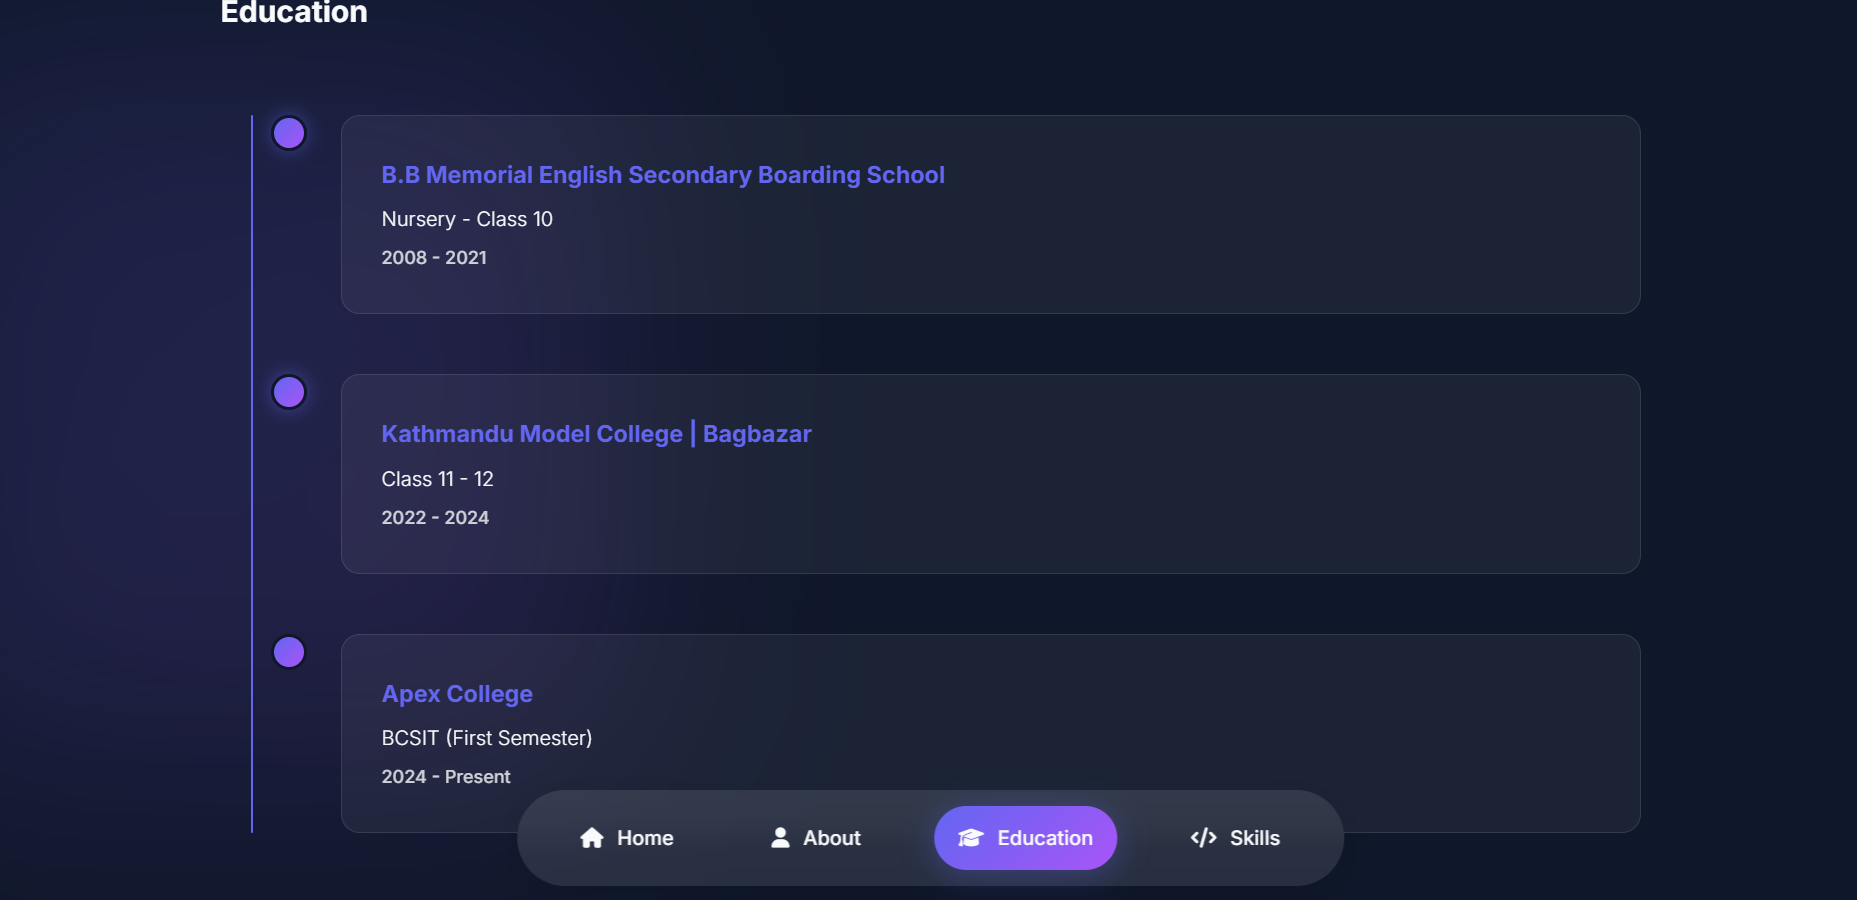 Education
B.B Memorial English Secondary Boarding School
Nursery - Class 10
2008 - 2021
Kathmandu Model College | Bagbazar
Class 11 - 12
2022 - 2024
Apex College
BCSIT (First Semester)
2024 - Present
Home About Education Skills